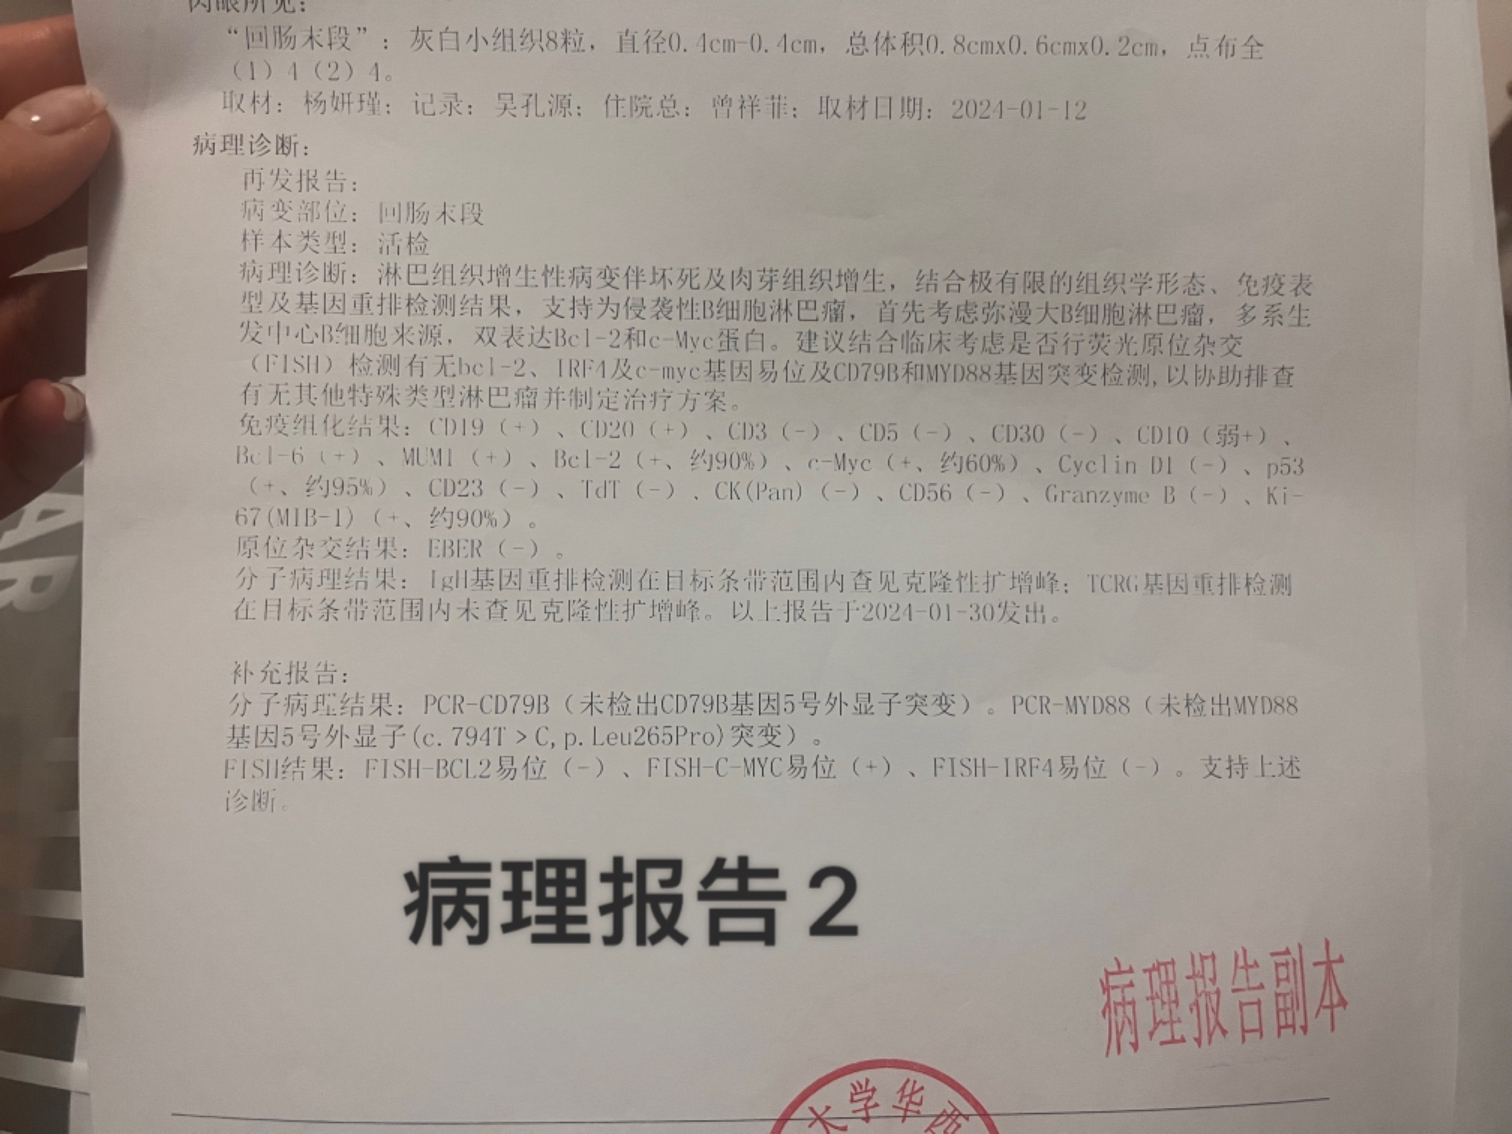 肉眼所见：
“回肠末段”：灰白小组织8粒，直径0.4cm-0.4cm，总体积0.8cmx0.6cmx0.2cm，点布全
（1）4（2）4。
取材：杨妍瑾；记录：吴孔源；住院总：曾祥菲；取材日期：2024-01-12
病理诊断：
再发报告：
病变部位：回肠末段
样本类型：活检
病理诊断：淋巴组织增生性病变伴坏死及肉芽组织增生，结合极有限的组织学形态、免疫表
型及基因重排检测结果，支持为侵袭性B细胞淋巴瘤，首先考虑弥漫大B细胞淋巴瘤，多系生
发中心B细胞来源，双表达Bcl-2和c-Myc蛋白。建议结合临床考虑是否行荧光原位杂交
（FISH）检测有无bcl-2、IRF4及c-myc基因易位及CD79B和MYD88基因突变检测,以协助排查
有无其他特殊类型淋巴瘤并制定治疗方案。
免疫组化结果：CD19（+）、CD20（+）、CD3（-）、CD5（-）、CD30（-）、CD10（弱+）、
Bcl-6（+）、MUM1（+）、Bcl-2（+、约90%）、c-Myc（+、约60%）、Cyclin D1（-）、p53
（+、约95%）、CD23（-）、TdT（-）、CK(Pan)（-）、CD56（-）、Granzyme B（-）、Ki-
67(MIB-1)（+、约90%）。
原位杂交结果：EBER（-）。
分子病理结果：IgH基因重排检测在目标条带范围内查见克隆性扩增峰；TCRG基因重排检测
在目标条带范围内未查见克隆性扩增峰。以上报告于2024-01-30发出。
补充报告：
分子病理结果：PCR-CD79B（未检出CD79B基因5号外显子突变）。PCR-MYD88（未检出MYD88
基因5号外显子(c.794T＞C,p.Leu265Pro)突变）。
FISH结果：FISH-BCL2易位（-）、FISH-C-MYC易位（+）、FISH-IRF4易位（-）。支持上述
诊断。
病理报告2
病理报告副本
大学华西